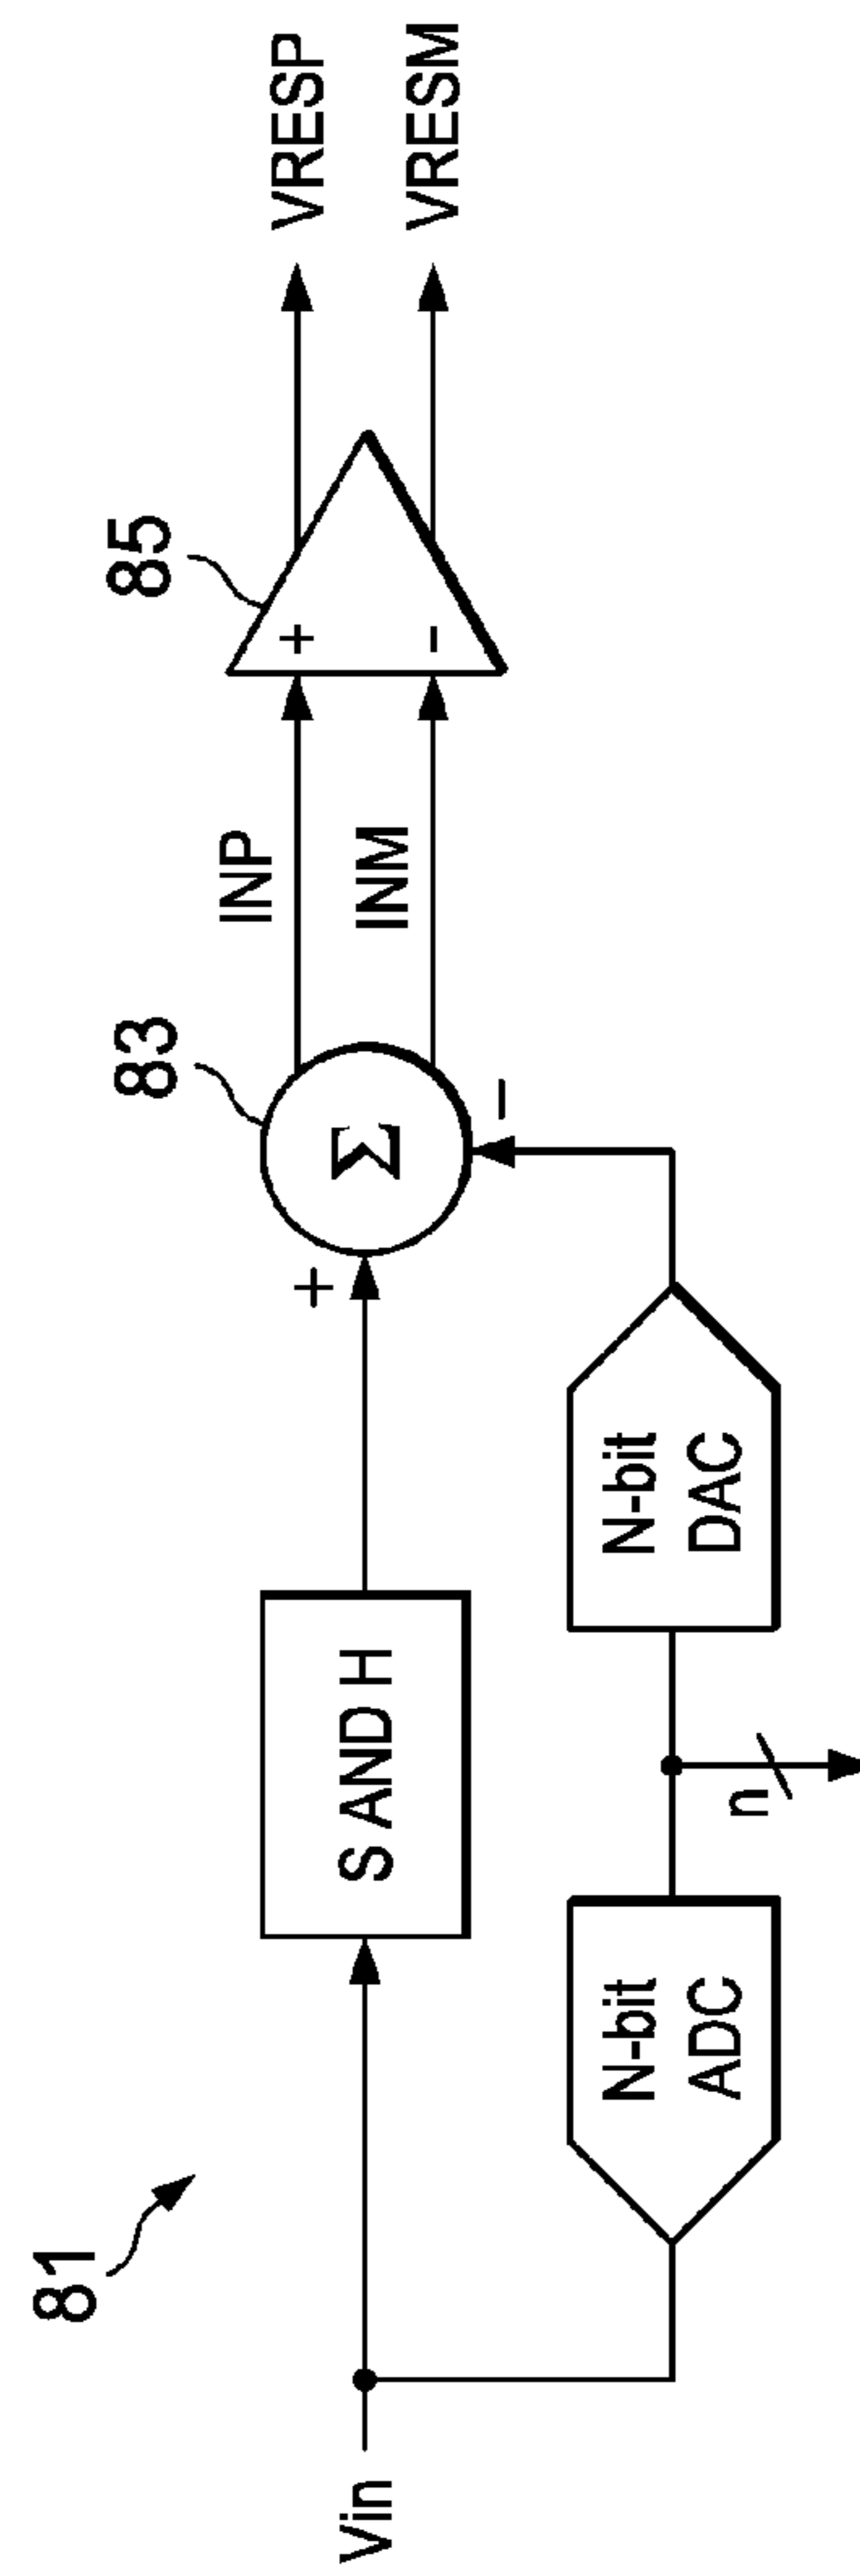 81
Vin
S AND H
+
83
Σ
−
INP
INM
85
+
−
VRESP
VRESM
N-bit
ADC
n
N-bit
DAC